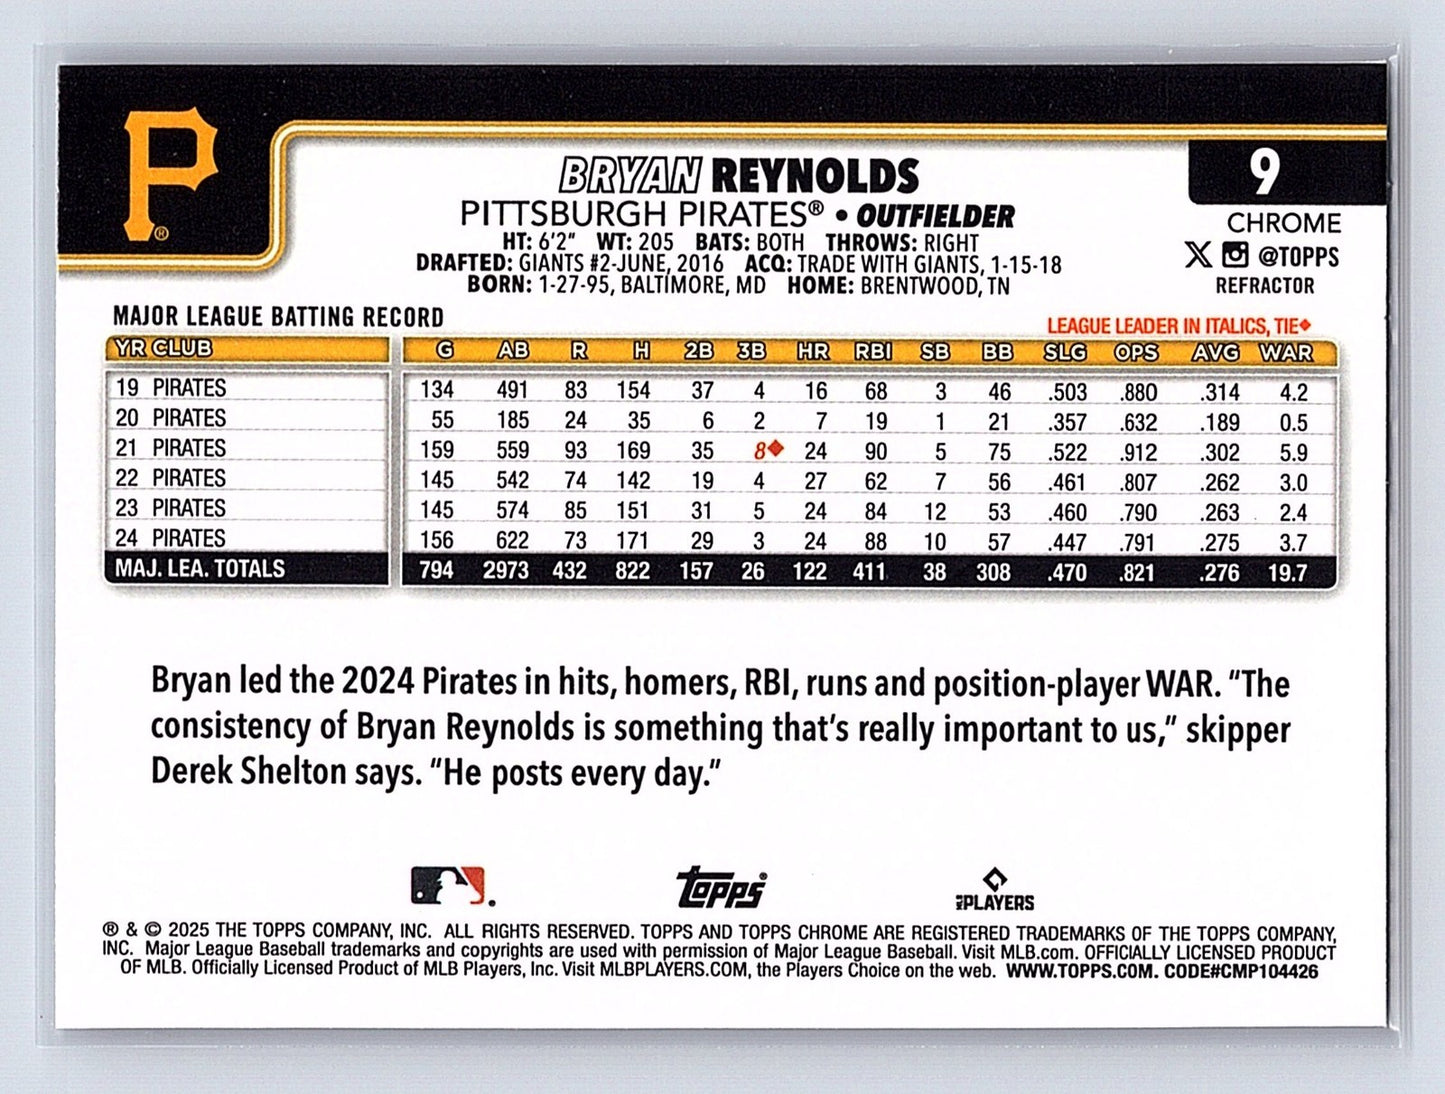 P®
BRYAN REYNOLDS
9
PITTSBURGH PIRATES® • OUTFIELDER
CHROME
HT: 6'2" WT: 205 BATS: BOTH THROWS: RIGHT
@TOPPS
DRAFTED: GIANTS #2-JUNE, 2016 ACQ: TRADE WITH GIANTS, 1-15-18
REFRACTOR
BORN: 1-27-95, BALTIMORE, MD HOME: BRENTWOOD, TN
MAJOR LEAGUE BATTING RECORD
LEAGUE LEADER IN ITALICS, TIE◆
YR CLUB G AB R H 2B 3B HR RBI SB BB SLG OPS AVG WAR
19 PIRATES 134 491 83 154 37 4 16 68 3 46 .503 .880 .314 4.2
20 PIRATES 55 185 24 35 6 2 7 19 1 21 .357 .632 .189 0.5
21 PIRATES 159 559 93 169 35 8◆ 24 90 5 75 .522 .912 .302 5.9
22 PIRATES 145 542 74 142 19 4 27 62 7 56 .461 .807 .262 3.0
23 PIRATES 145 574 85 151 31 5 24 84 12 53 .460 .790 .263 2.4
24 PIRATES 156 622 73 171 29 3 24 88 10 57 .447 .791 .275 3.7
MAJ. LEA. TOTALS 794 2973 432 822 157 26 122 411 38 308 .470 .821 .276 19.7
Bryan led the 2024 Pirates in hits, homers, RBI, runs and position-player WAR. "The
consistency of Bryan Reynolds is something that's really important to us," skipper
Derek Shelton says. "He posts every day."
Topps®
MLB PLAYERS
® & © 2025 THE TOPPS COMPANY, INC. ALL RIGHTS RESERVED. TOPPS AND TOPPS CHROME ARE REGISTERED TRADEMARKS OF THE TOPPS COMPANY,
INC. Major League Baseball trademarks and copyrights are used with permission of Major League Baseball. Visit MLB.com. OFFICIALLY LICENSED PRODUCT
OF MLB. Officially Licensed Product of MLB Players, Inc. Visit MLBPLAYERS.COM, the Players Choice on the web. WWW.TOPPS.COM. CODE#CMP104426